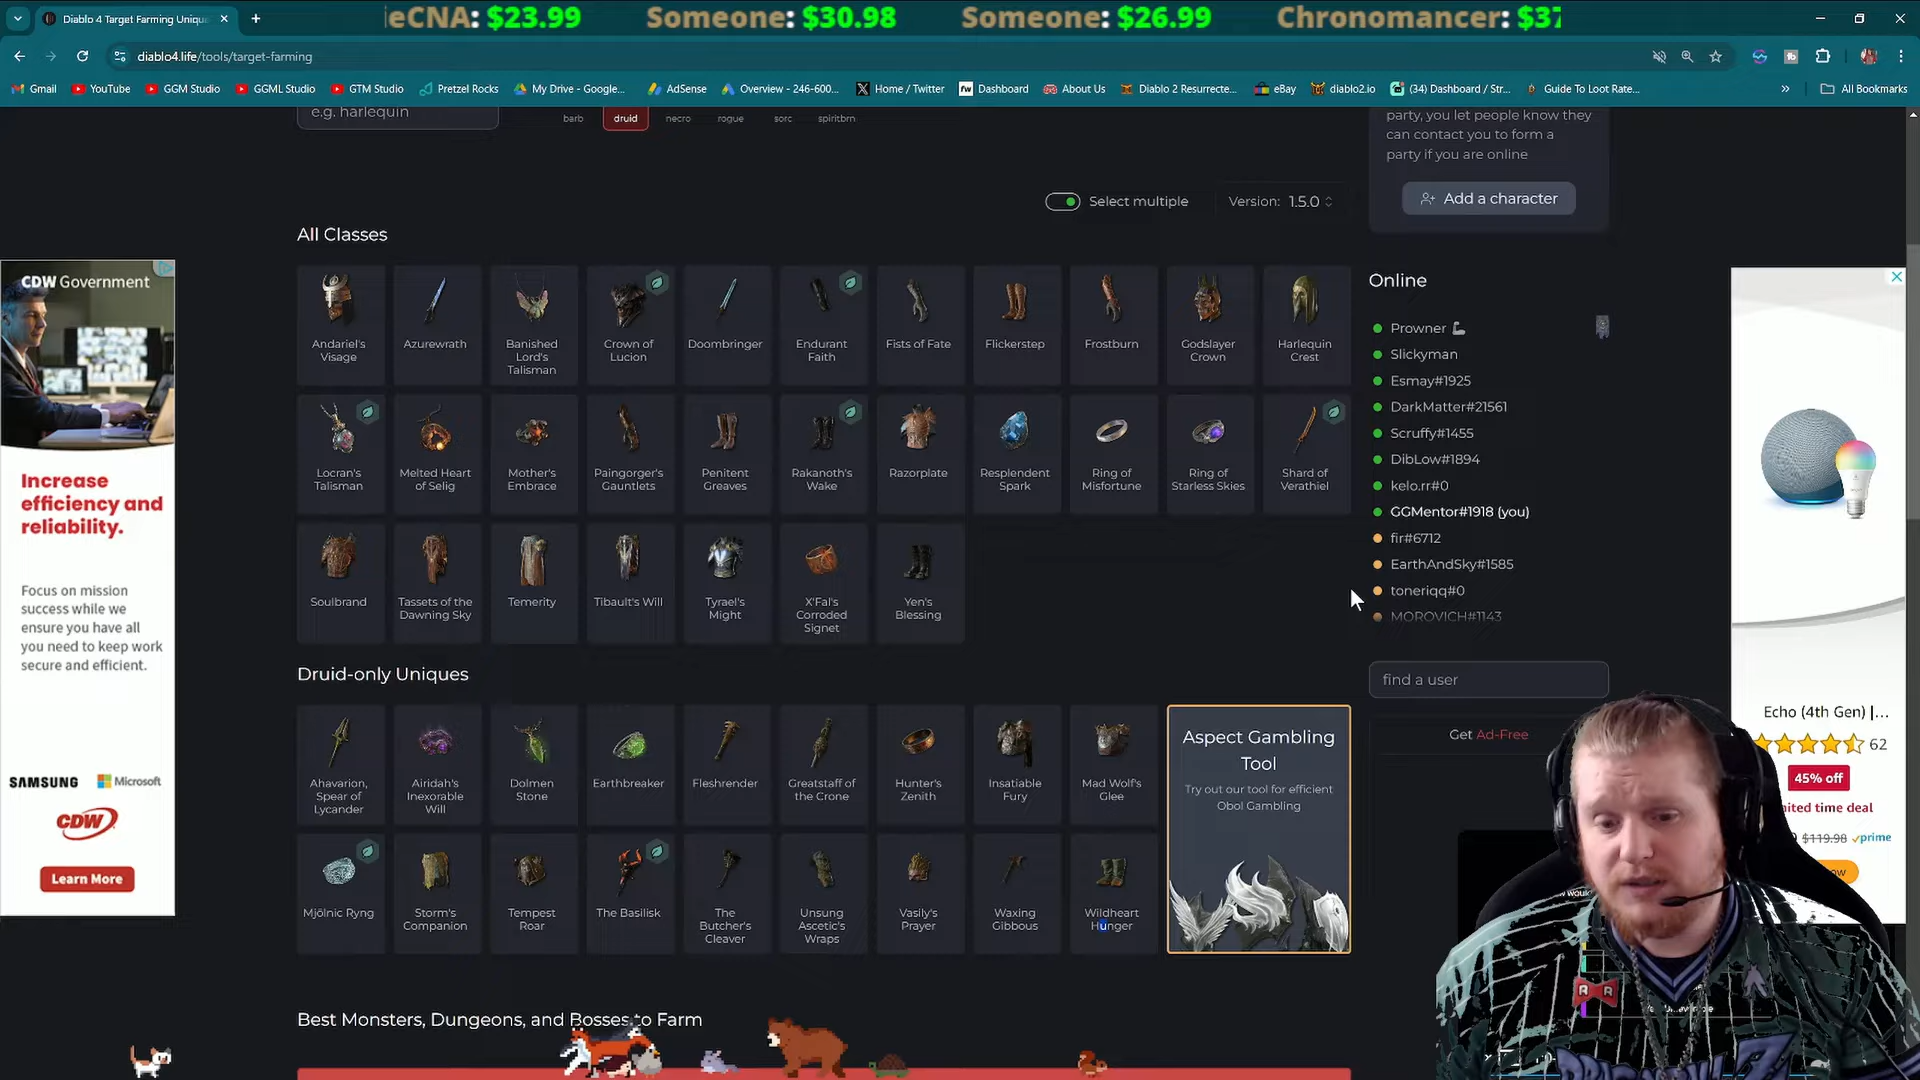 eCNA: $23.99 Someone: $30.98 Someone: $26.99 Chronomancer: $37
Diablo 4 Target Farming Unique
diablo4.life/tools/target-farming
Gmail YouTube GGM Studio GGML Studio GTM Studio Pretzel Rocks My Drive - Google... AdSense Overview - 246-600... Home / Twitter Dashboard About Us Diablo 2 Resurrecte... eBay diablo2.io (34) Dashboard / Str... Guide To Loot Rate... » All Bookmarks
e.g. harlequin
barb druid necro rogue sorc spiritbrn
party, you let people know they
can contact you to form a
party if you are online
Add a character
Select multiple Version: 1.5.0
All Classes
Andariel's
Visage
Azurewrath
Banished
Lord's
Talisman
Crown of
Lucion
Doombringer
Endurant
Faith
Fists of Fate
Flickerstep
Frostburn
Godslayer
Crown
Harlequin
Crest
Locran's
Talisman
Melted Heart
of Selig
Mother's
Embrace
Paingorger's
Gauntlets
Penitent
Greaves
Rakanoth's
Wake
Razorplate
Resplendent
Spark
Ring of
Misfortune
Ring of
Starless Skies
Shard of
Verathiel
Soulbrand
Tassets of the
Dawning Sky
Temerity
Tibault's Will
Tyrael's
Might
X'Fal's
Corroded
Signet
Yen's
Blessing
Druid-only Uniques
Ahavarion,
Spear of
Lycander
Airidah's
Inexorable
Will
Dolmen
Stone
Earthbreaker
Fleshrender
Greatstaff of
the Crone
Hunter's
Zenith
Insatiable
Fury
Mad Wolf's
Glee
Mjölnic Ryng
Storm's
Companion
Tempest
Roar
The Basilisk
The
Butcher's
Cleaver
Unsung
Ascetic's
Wraps
Vasily's
Prayer
Waxing
Gibbous
Wildheart
Hunger
Aspect Gambling
Tool
Try out our tool for efficient
Obol Gambling
Best Monsters, Dungeons, and Bosses to Farm
Online
Prowner
Slickyman
Esmay#1925
DarkMatter#21561
Scruffy#1455
DibLow#1894
kelo.rr#0
GGMentor#1918 (you)
fir#6712
EarthAndSky#1585
toneriqq#0
MOROVICH#1143
find a user
Get Ad-Free
CDW Government
Increase
efficiency and
reliability.
Focus on mission
success while we
ensure you have all
you need to keep work
secure and efficient.
SAMSUNG Microsoft
CDW
Learn More
Echo (4th Gen) |...
62
45% off
ited time deal
$119.98 prime